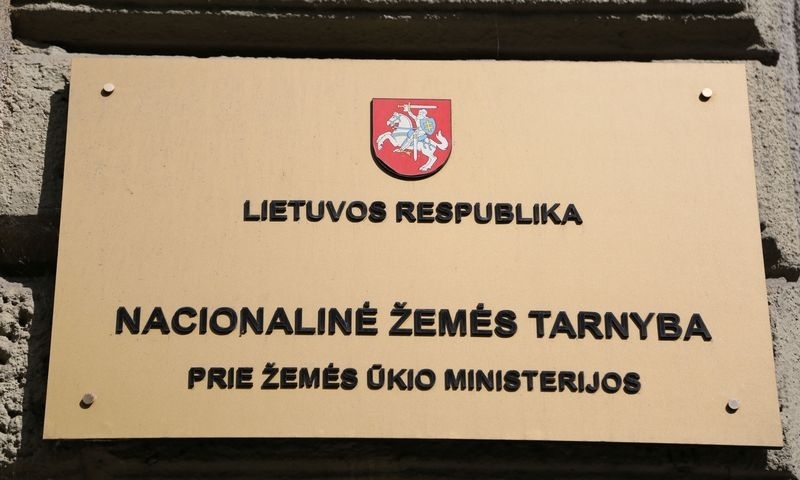 LIETUVOS RESPUBLIKA
NACIONALINĖ ŽEMĖS TARNYBA
PRIE ŽEMĖS ŪKIO MINISTERIJOS